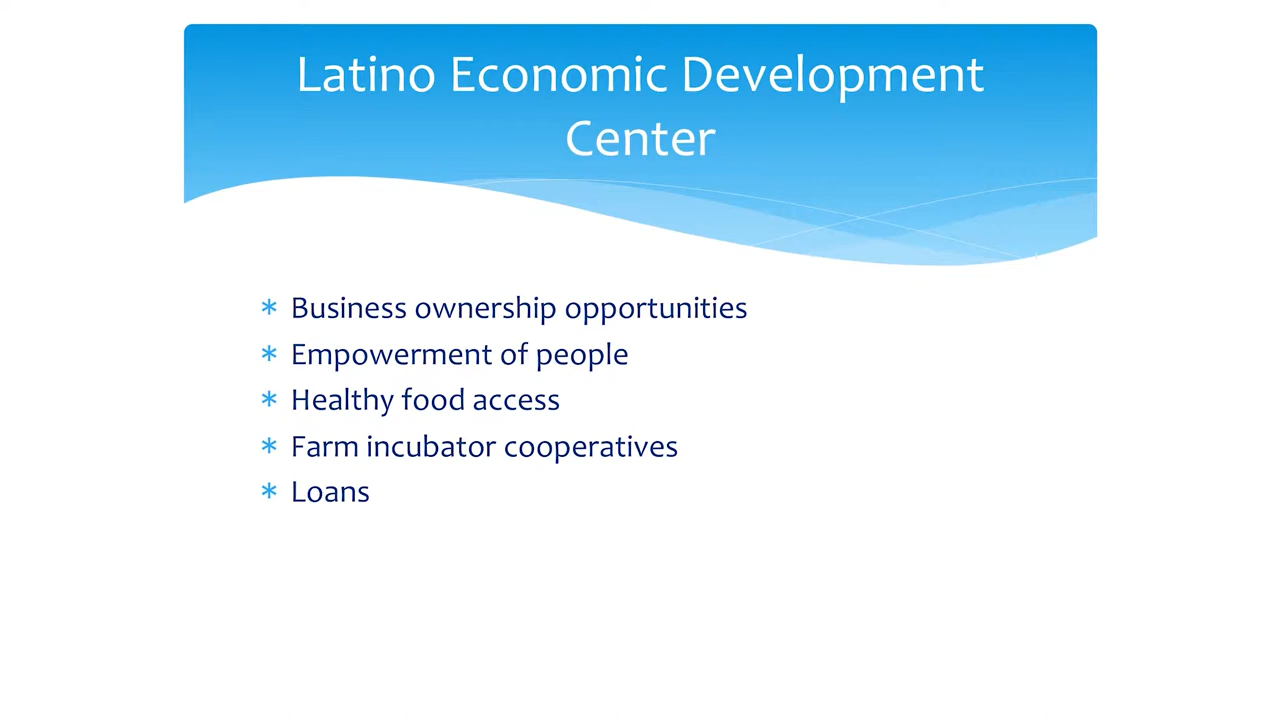 Latino Economic Development
Center
* Business ownership opportunities
* Empowerment of people
* Healthy food access
* Farm incubator cooperatives
* Loans